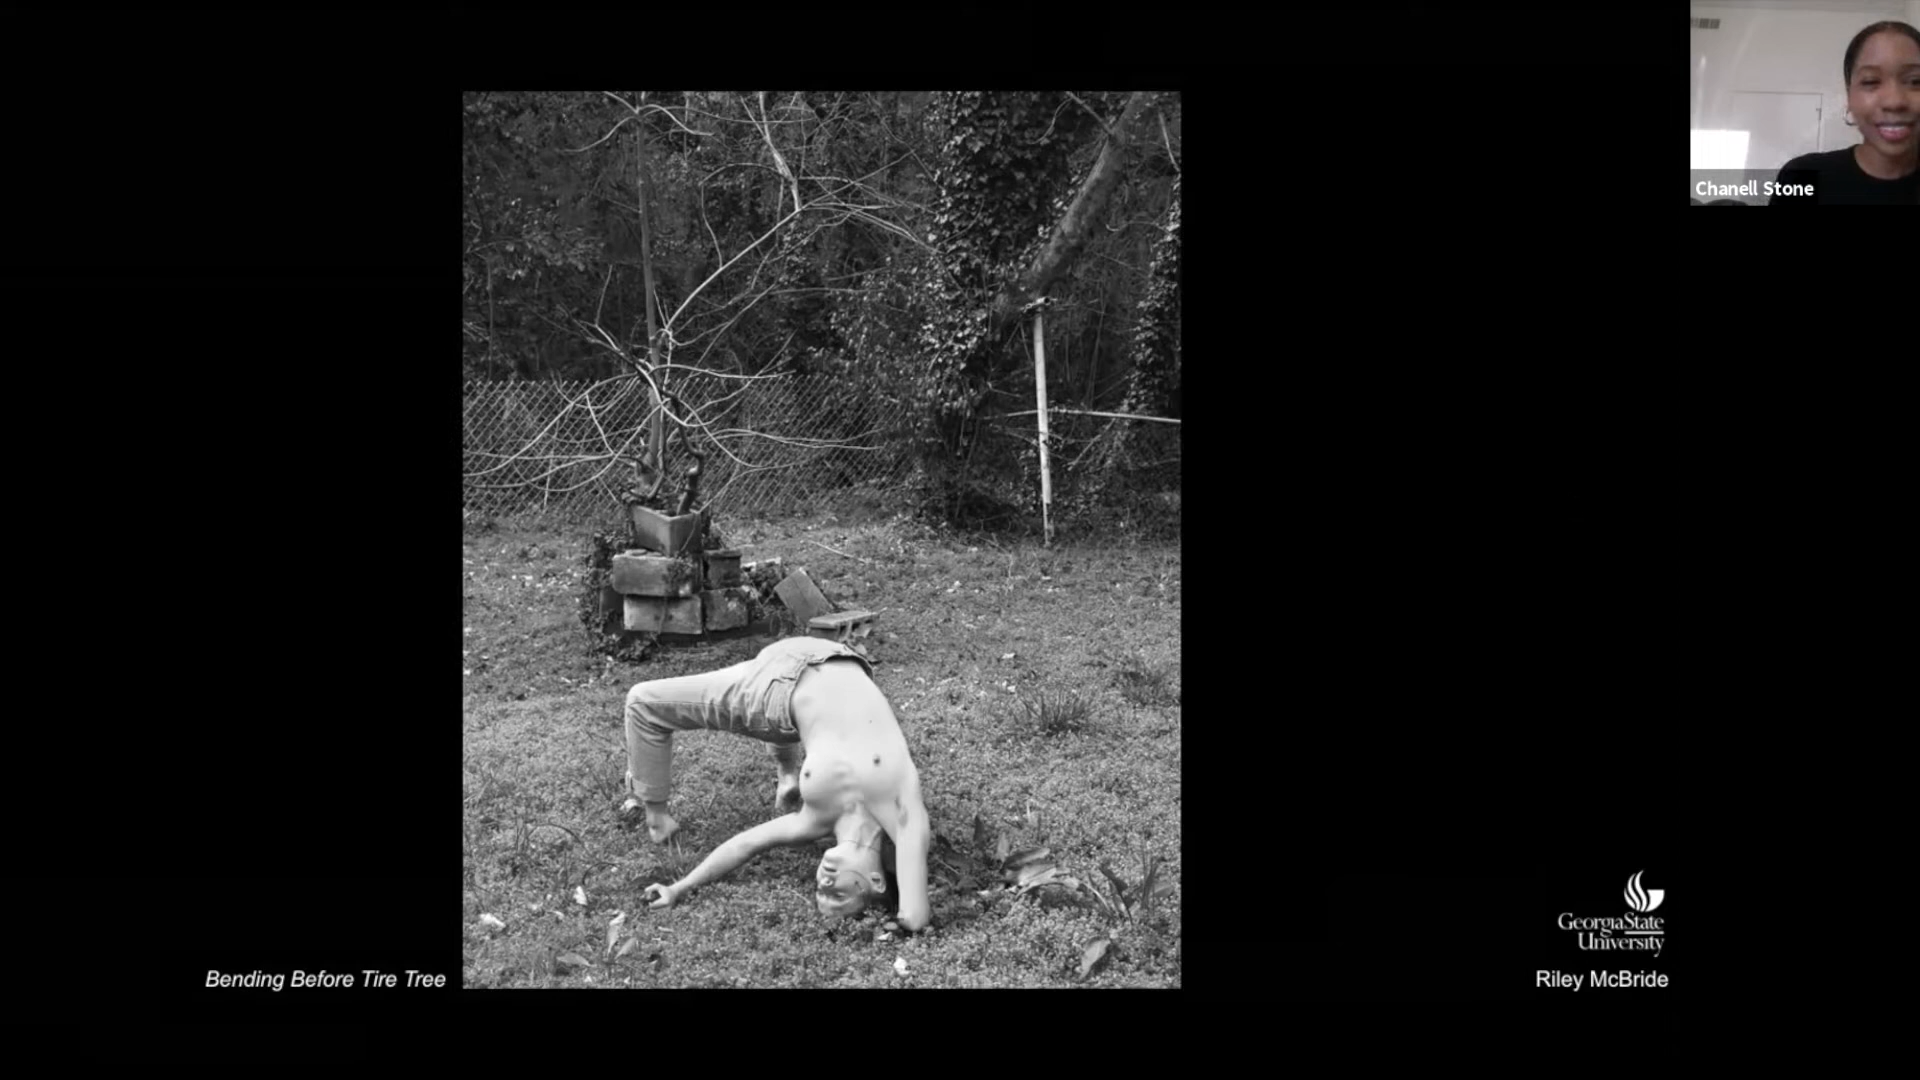 Chanell Stone
GeorgiaState
University
Bending Before Tire Tree
Riley McBride